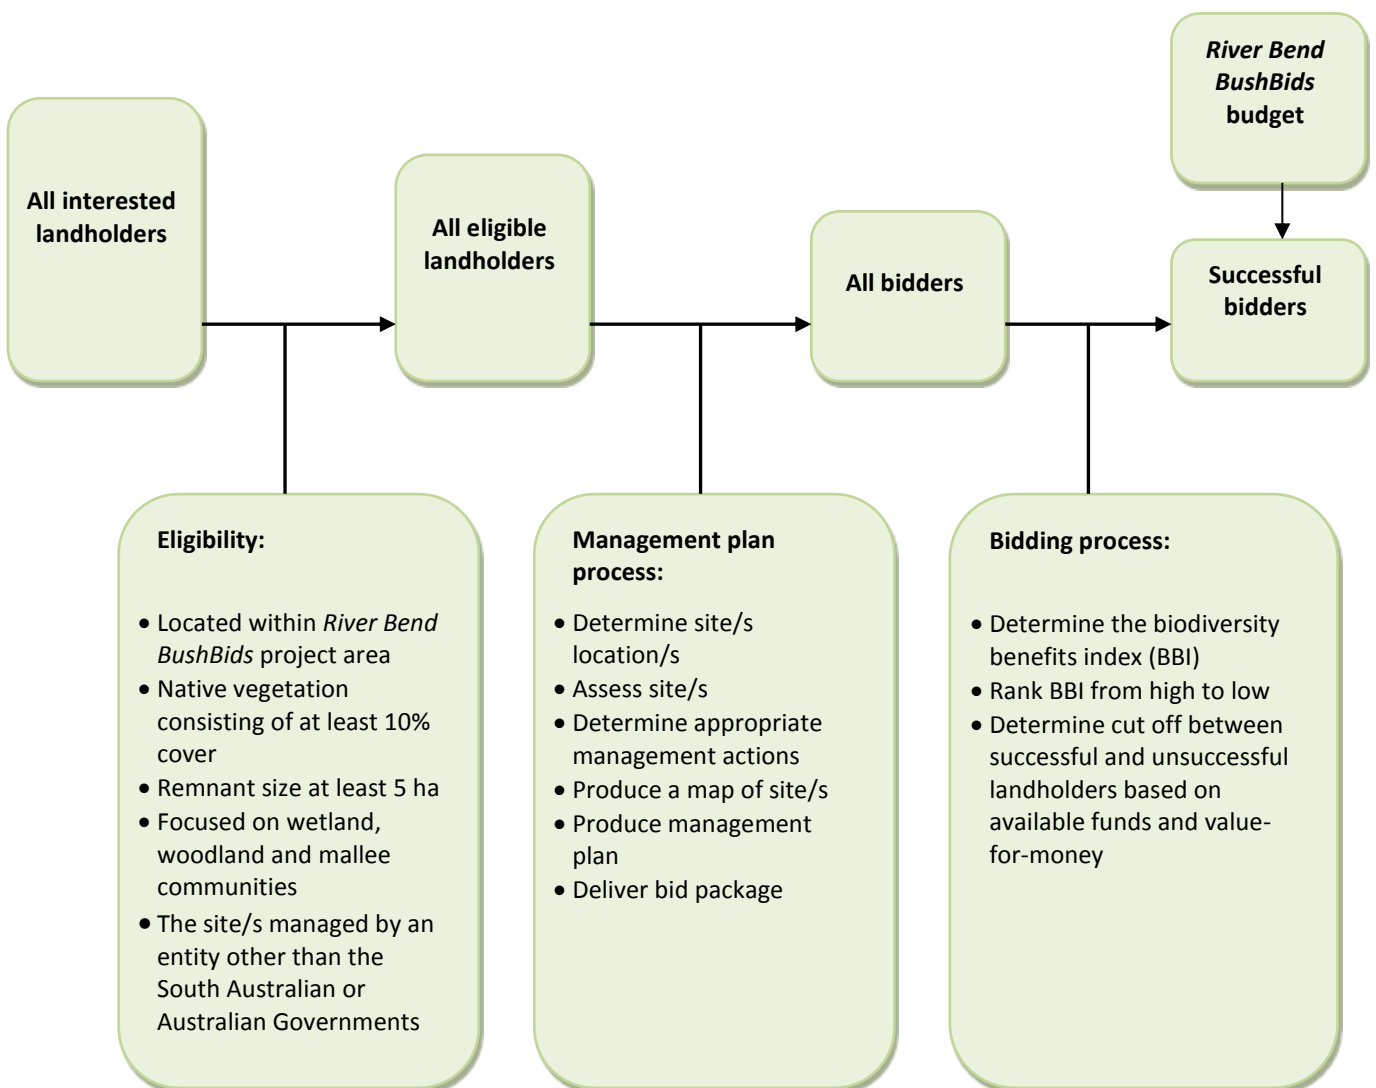 River Bend
BushBids
budget
All interested
landholders
All eligible
landholders
All bidders
Successful
bidders
Eligibility:
• Located within River Bend
BushBids project area
• Native vegetation
consisting of at least 10%
cover
• Remnant size at least 5 ha
• Focused on wetland,
woodland and mallee
communities
• The site/s managed by an
entity other than the
South Australian or
Australian Governments
Management plan
process:
• Determine site/s
location/s
• Assess site/s
• Determine appropriate
management actions
• Produce a map of site/s
• Produce management
plan
• Deliver bid package
Bidding process:
• Determine the biodiversity
benefits index (BBI)
• Rank BBI from high to low
• Determine cut off between
successful and unsuccessful
landholders based on
available funds and value-
for-money